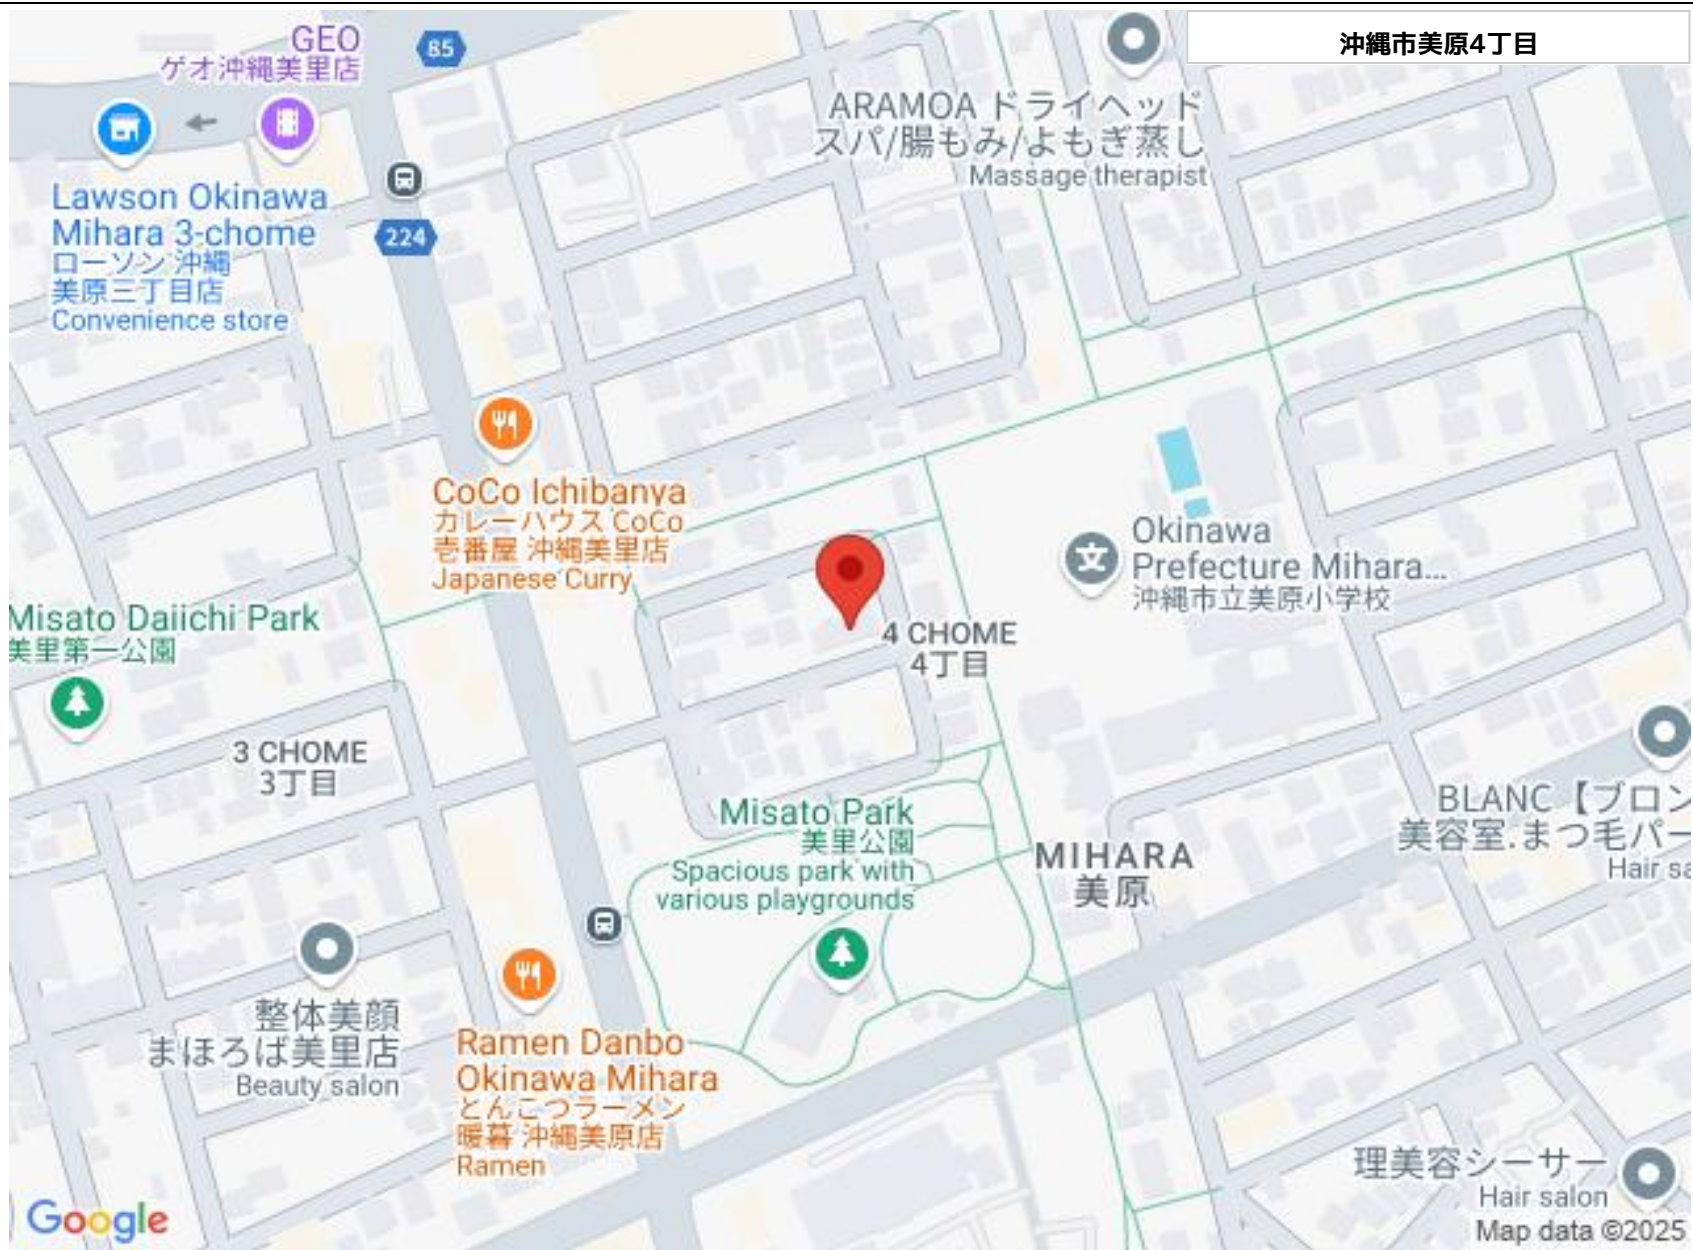 沖縄市美原4丁目
GEO
ゲオ沖縄美里店
85
ARAMOA ドライヘッド
スパ/腸もみ/よもぎ蒸し
Massage therapist
Lawson Okinawa
Mihara 3-chome
ローソン 沖縄
美原三丁目店
Convenience store
224
CoCo Ichibanya
カレーハウス CoCo
壱番屋 沖縄美里店
Japanese Curry
Okinawa
Prefecture Mihara...
沖縄市立美原小学校
文
Misato Daiichi Park
美里第一公園
4 CHOME
4丁目
3 CHOME
3丁目
Misato Park
美里公園
Spacious park with
various playgrounds
MIHARA
美原
BLANC【ブロン
美容室.まつ毛パー
Hair sa
整体美顔
まほろば美里店
Beauty salon
Ramen Danbo
Okinawa Mihara
とんこつラーメン
暖暮 沖縄美原店
Ramen
理美容シーサー
Hair salon
Google
Map data ©2025